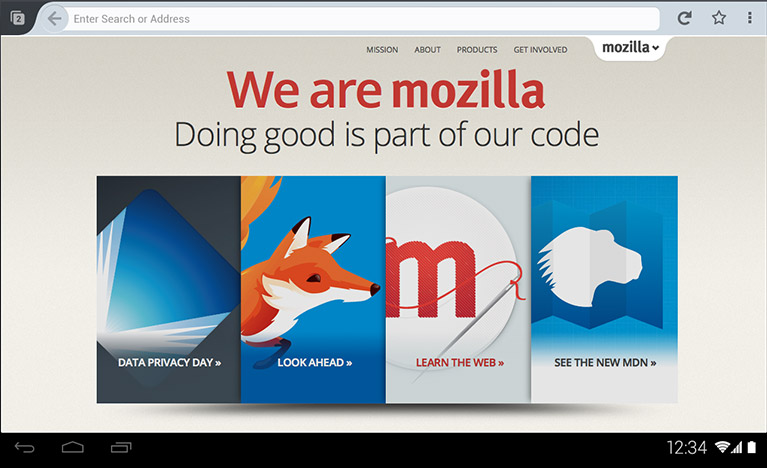 2
Enter Search or Address
MISSION ABOUT PRODUCTS GET INVOLVED mozilla
We are mozilla
Doing good is part of our code
m
DATA PRIVACY DAY » LOOK AHEAD » LEARN THE WEB » SEE THE NEW MDN »
12:34